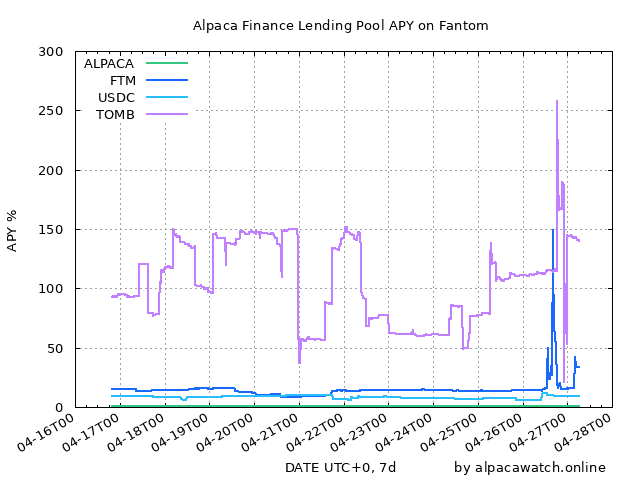 Alpaca Finance Lending Pool APY on Fantom
APY %
300
250
200
150
100
50
0
ALPACA
FTM
USDC
TOMB
04-16T00
04-17T00
04-18T00
04-19T00
04-20T00
04-21T00
04-22T00
04-23T00
04-24T00
04-25T00
04-26T00
04-27T00
04-28T00
DATE UTC+0, 7d
by alpacawatch.online